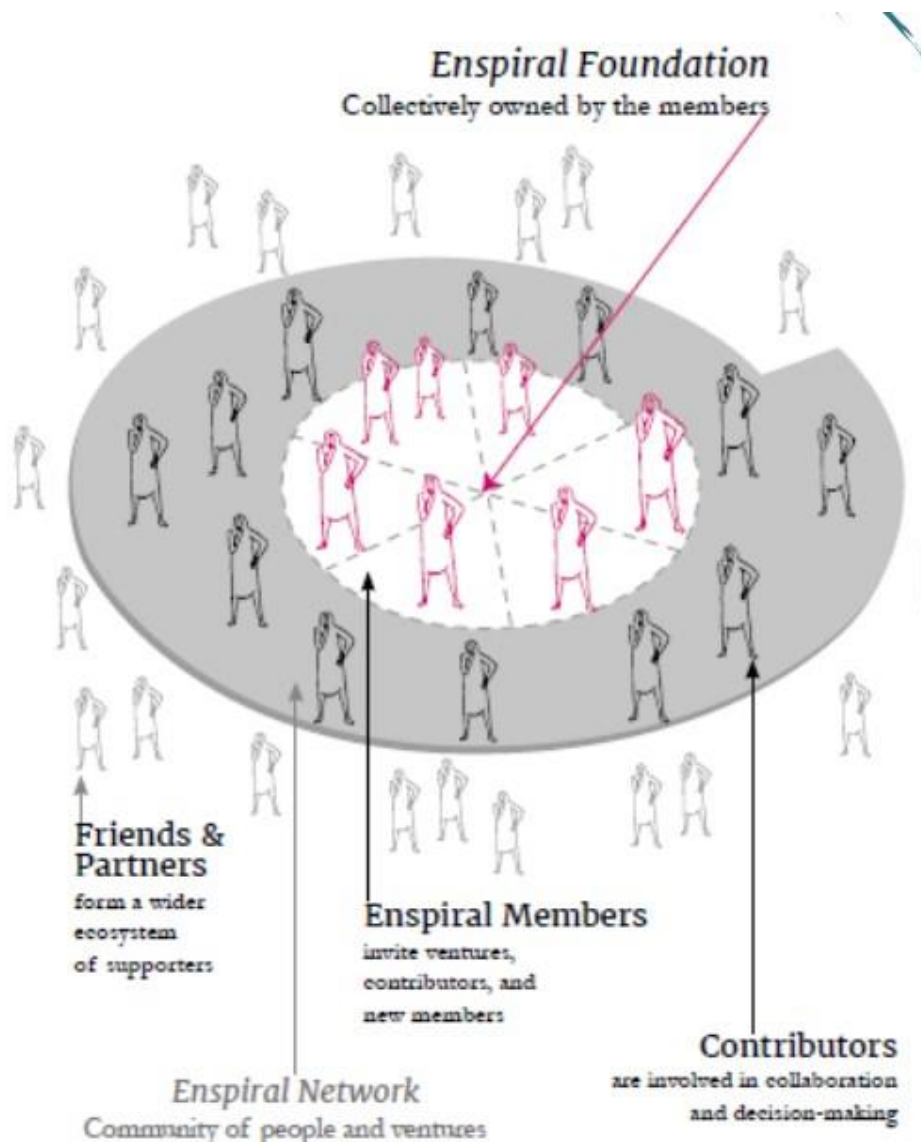 Enspiral Foundation
Collectively owned by the members
Friends &
Partners
form a wider
ecosystem
of supporters
Enspiral Members
invite ventures,
contributors, and
new members
Contributors
are involved in collaboration
and decision-making
Enspiral Network
Community of people and ventures